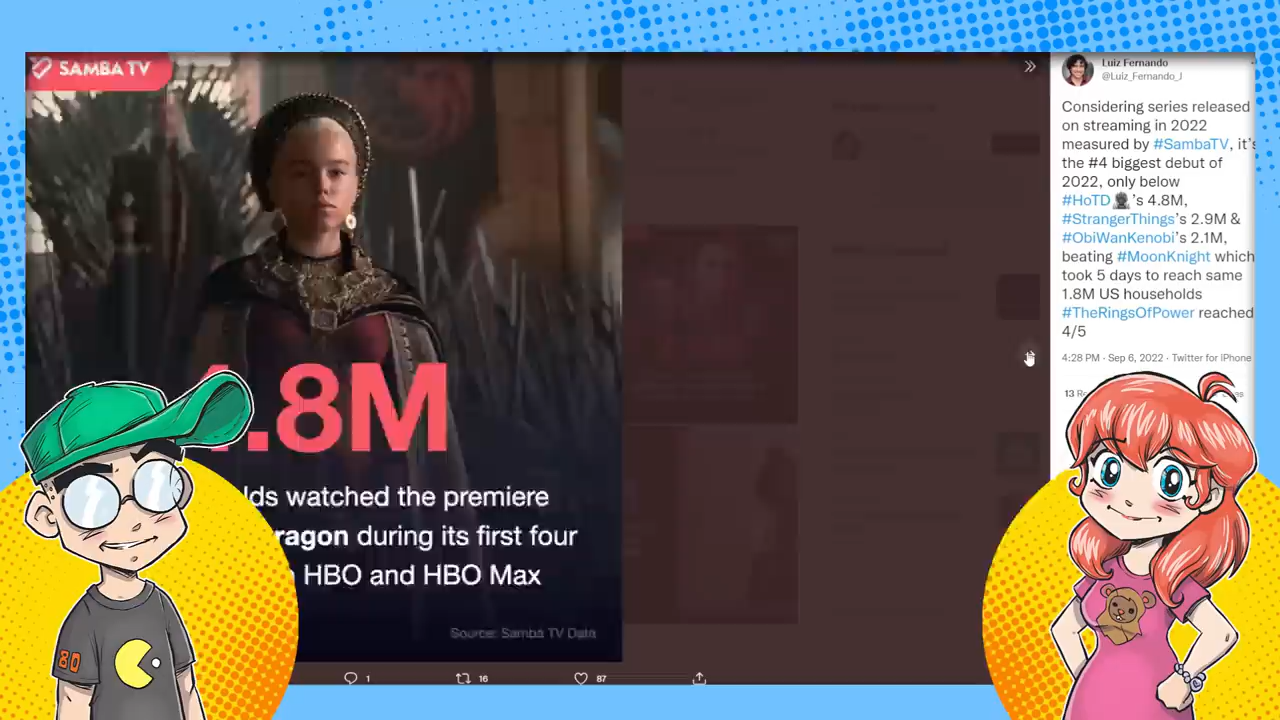 SAMBA TV
Luiz Fernando
@Luiz_Fernando_J
Considering series released
on streaming in 2022
measured by #SambaTV, it's
the #4 biggest debut of
2022, only below
#HoTD's 4.8M,
#StrangerThings's 2.9M &
#ObiWanKenobi's 2.1M,
beating #MoonKnight which
took 5 days to reach same
1.8M US households
#TheRingsOfPower reached
4/5
4:28 PM · Sep 6, 2022 · Twitter for iPhone
13
.8M
lds watched the premiere
ragon during its first four
HBO and HBO Max
Source: Samba TV Data
1
16
87
80